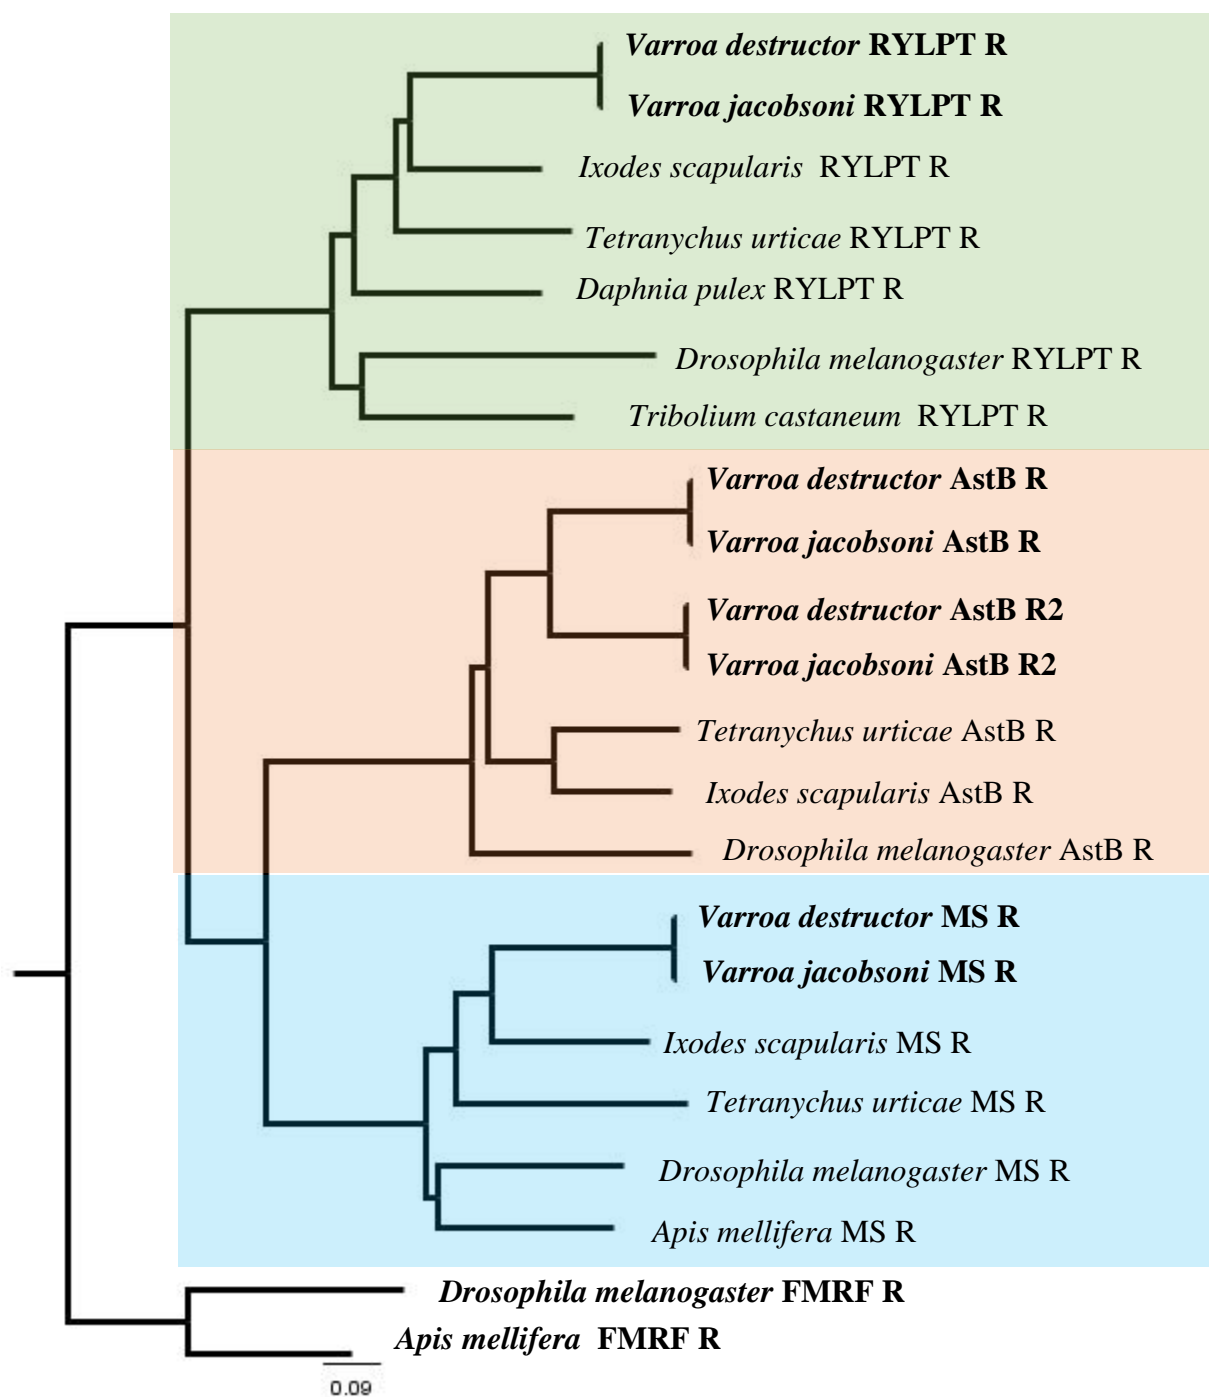 Varroa destructor RYLPT R
Varroa jacobsoni RYLPT R
Ixodes scapularis RYLPT R
Tetranychus urticae RYLPT R
Daphnia pulex RYLPT R
Drosophila melanogaster RYLPT R
Tribolium castaneum RYLPT R
Varroa destructor AstB R
Varroa jacobsoni AstB R
Varroa destructor AstB R2
Varroa jacobsoni AstB R2
Tetranychus urticae AstB R
Ixodes scapularis AstB R
Drosophila melanogaster AstB R
Varroa destructor MS R
Varroa jacobsoni MS R
Ixodes scapularis MS R
Tetranychus urticae MS R
Drosophila melanogaster MS R
Apis mellifera MS R
Drosophila melanogaster FMRF R
Apis mellifera FMRF R
0.09